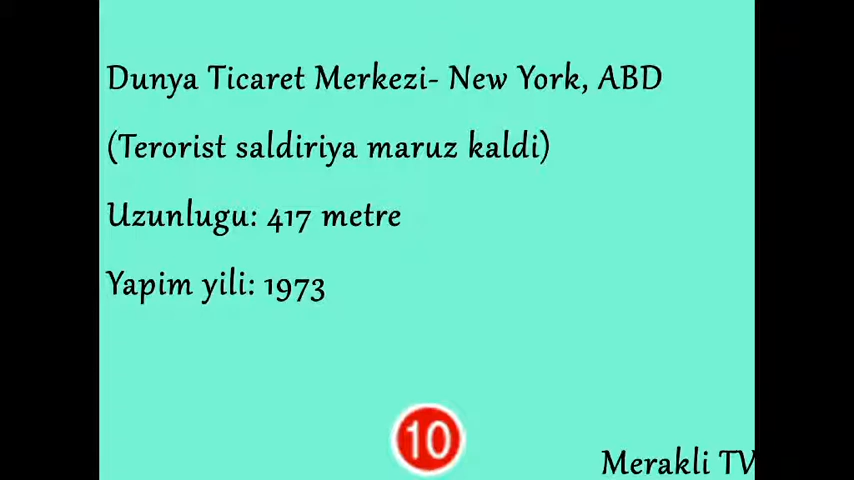 Dunya Ticaret Merkezi- New York, ABD
(Terorist saldiriya maruz kaldi)
Uzunlugu: 417 metre
Yapim yili: 1973
10
Merakli TV